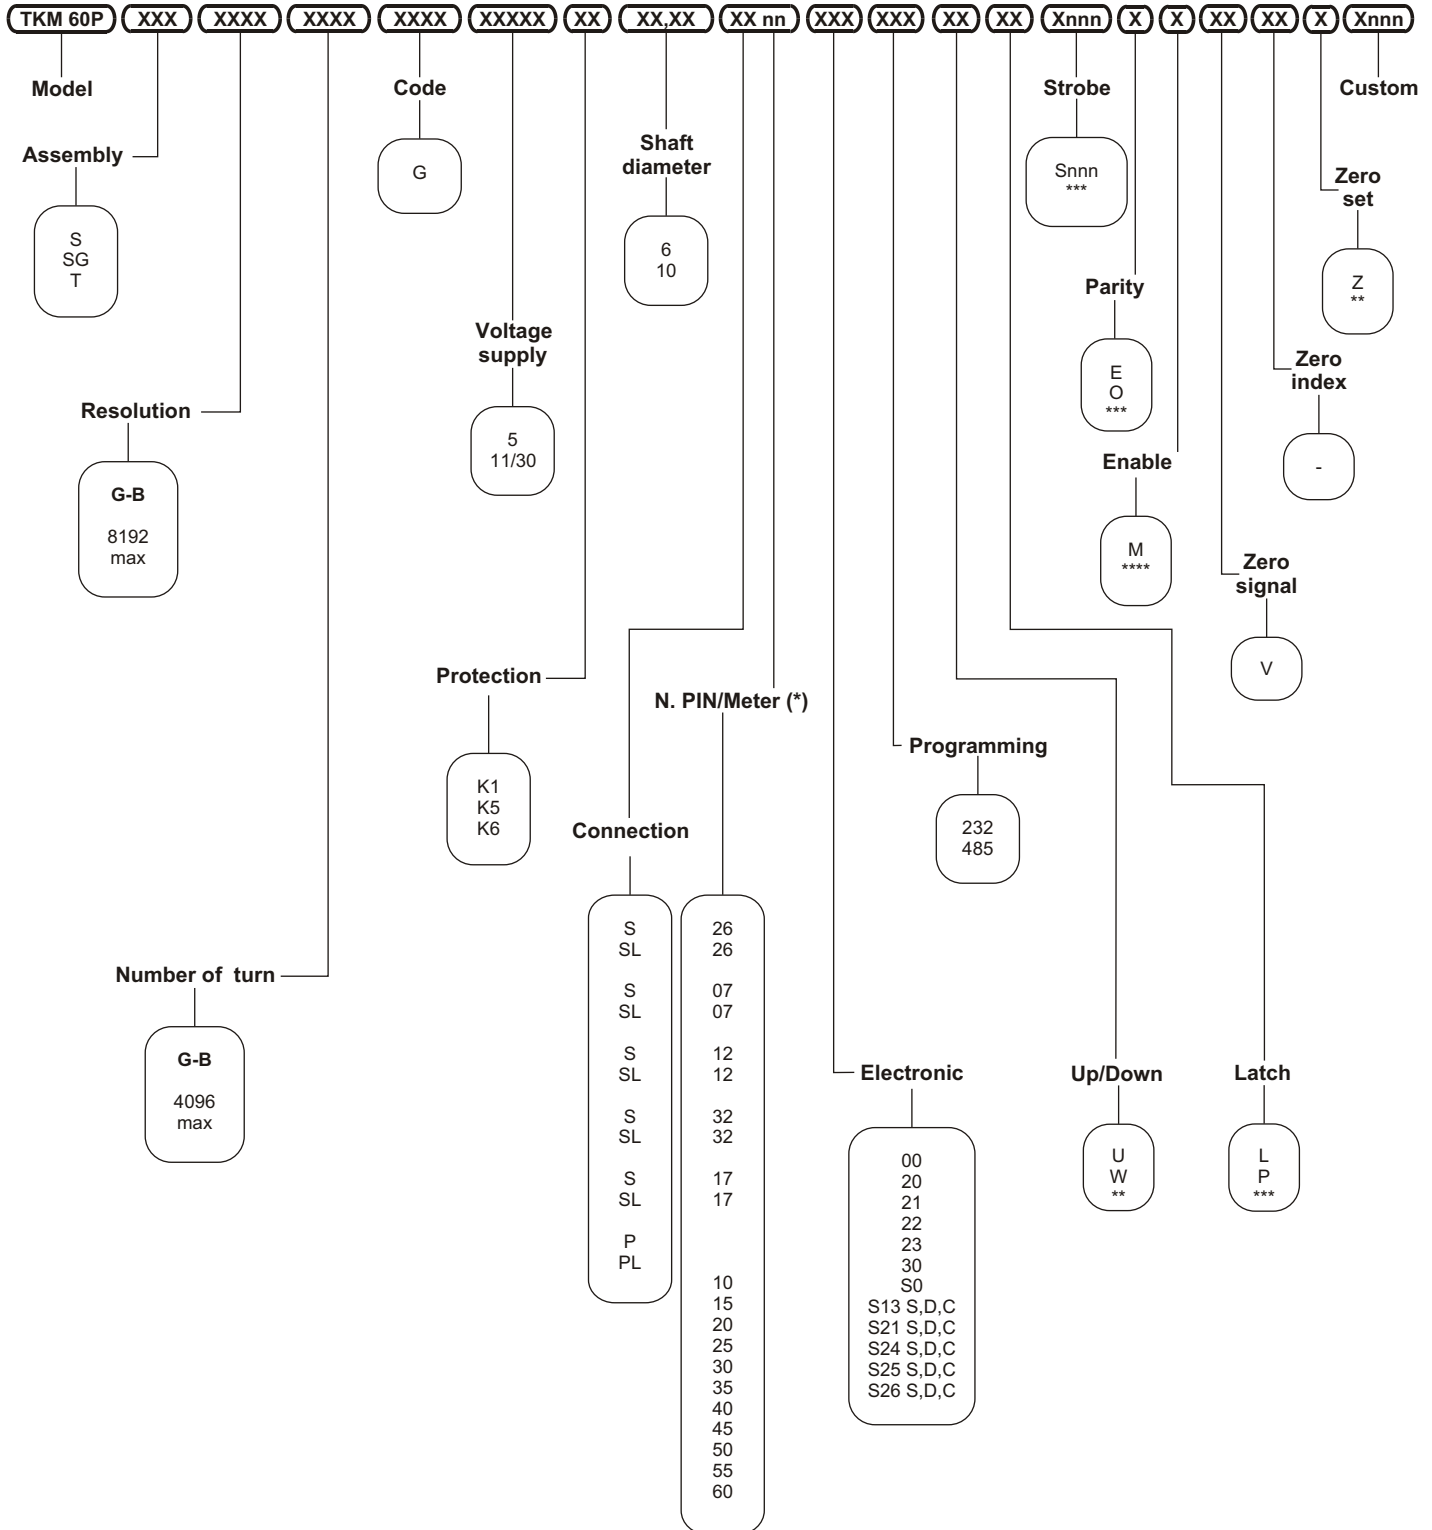 TKM 60P XXX XXXX XXXX XXXX XXXXX XX XX,XX XX nn XXX XXX XX XX Xnnn X X XX XX X Xnnn
Model
Code
Strobe
Custom
Assembly
S
SG
T
G
Shaft
diameter
6
10
Snnn
***
Zero
set
Z
**
Parity
E
O
***
Voltage
supply
5
11/30
Zero
index
-
Resolution
G-B
8192
max
Enable
M
****
Zero
signal
V
Protection
K1
K5
K6
N. PIN/Meter (*)
Programming
232
485
Connection
S
SL
S
SL
S
SL
S
SL
S
SL
P
PL
26
26
07
07
12
12
32
32
17
17
10
15
20
25
30
35
40
45
50
55
60
Number of turn
G-B
4096
max
Electronic
00
20
21
22
23
30
S0
S13 S,D,C
S21 S,D,C
S24 S,D,C
S25 S,D,C
S26 S,D,C
Up/Down
U
W
**
Latch
L
P
***